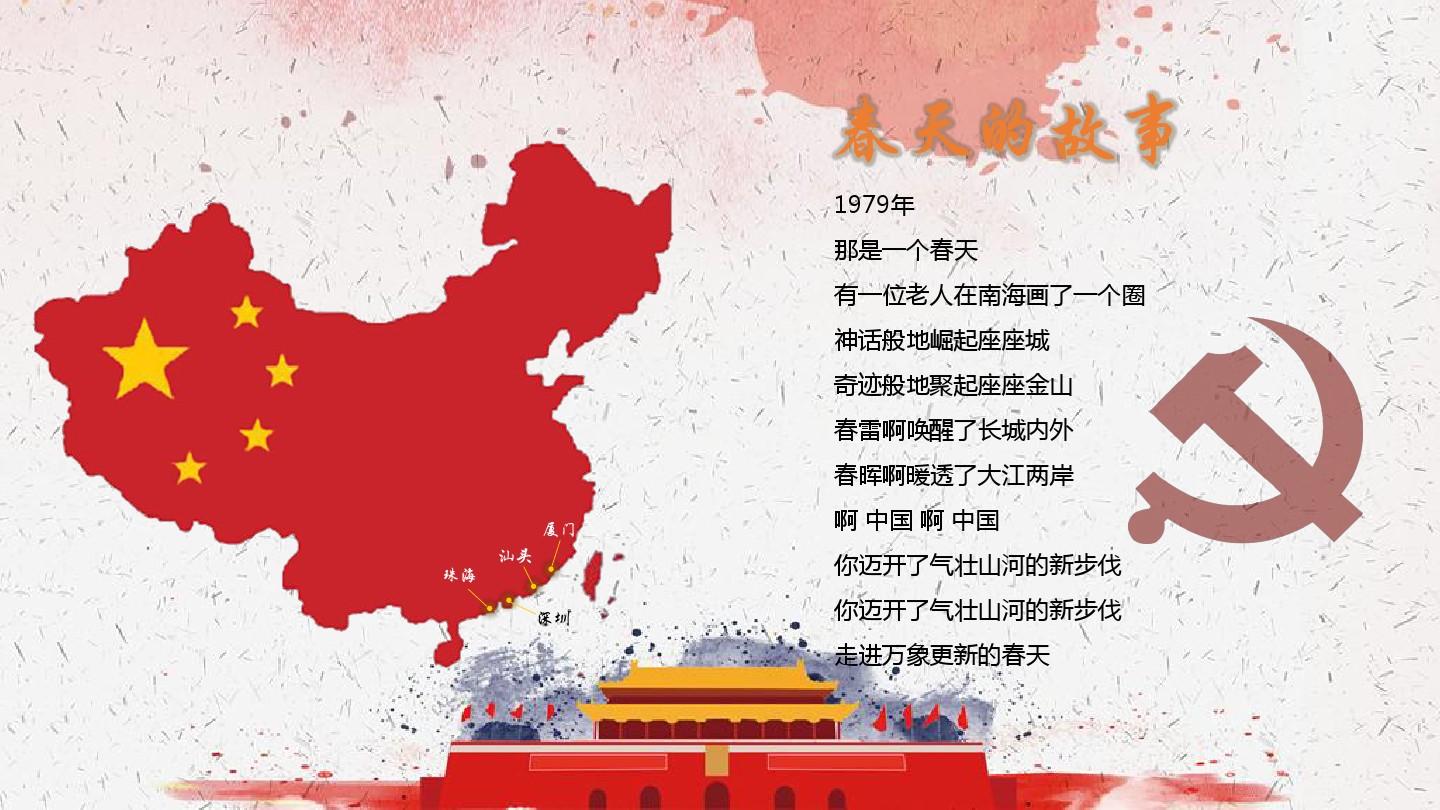 春天的故事
1979年
那是一个春天
有一位老人在南海画了一个圈
神话般地崛起座座城
奇迹般地聚起座座金山
春雷啊唤醒了长城内外
春晖啊暖透了大江两岸
啊 中国 啊 中国
你迈开了气壮山河的新步伐
你迈开了气壮山河的新步伐
走进万象更新的春天
厦门
汕头
珠海
深圳